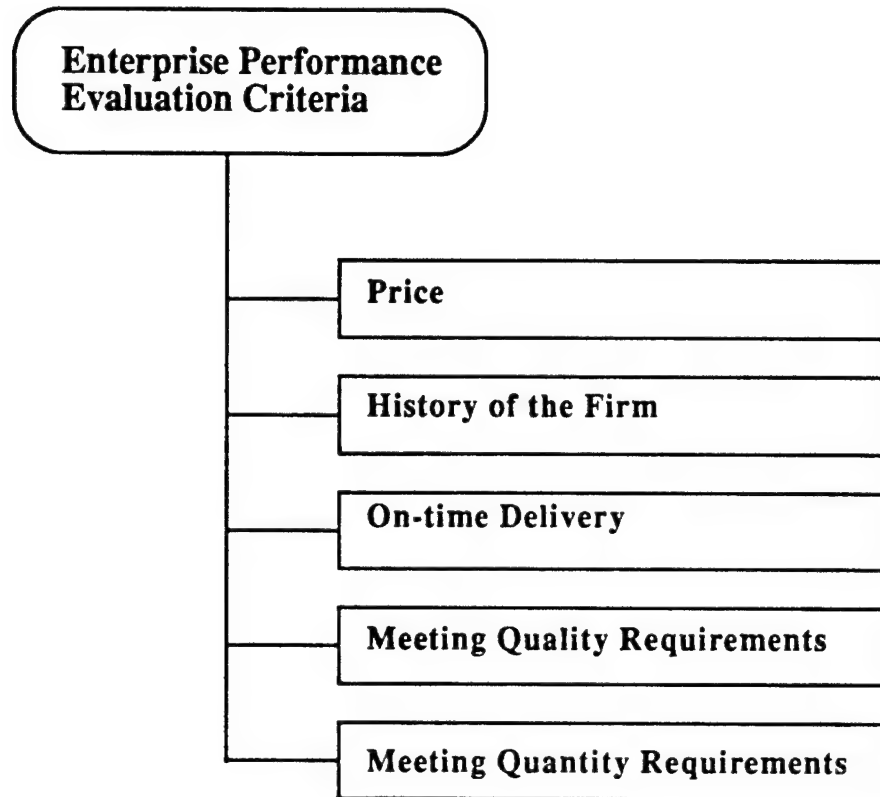 Enterprise Performance
Evaluation Criteria
Price
History of the Firm
On-time Delivery
Meeting Quality Requirements
Meeting Quantity Requirements